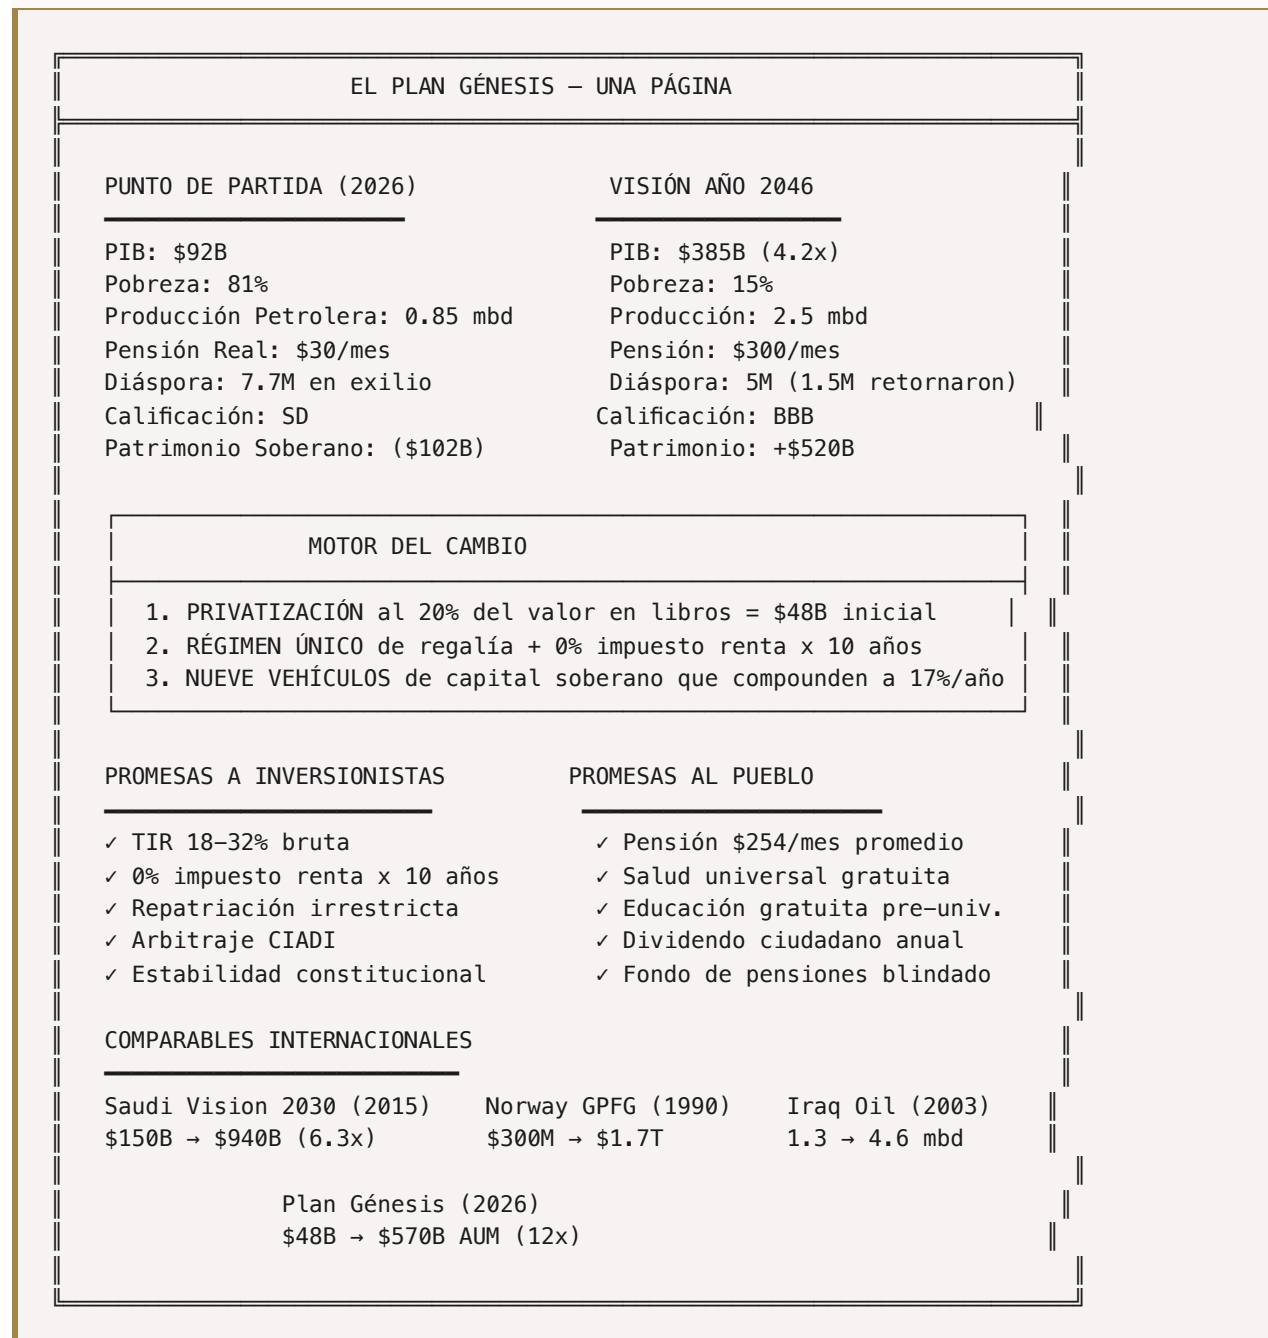 EL PLAN GÉNESIS — UNA PÁGINA
PUNTO DE PARTIDA (2026) VISIÓN AÑO 2046
PIB: $92B PIB: $385B (4.2x)
Pobreza: 81% Pobreza: 15%
Producción Petrolera: 0.85 mbd Producción: 2.5 mbd
Pensión Real: $30/mes Pensión: $300/mes
Diáspora: 7.7M en exilio Diáspora: 5M (1.5M retornaron)
Calificación: SD Calificación: BBB
Patrimonio Soberano: ($102B) Patrimonio: +$520B
MOTOR DEL CAMBIO
1. PRIVATIZACIÓN al 20% del valor en libros = $48B inicial
2. RÉGIMEN ÚNICO de regalía + 0% impuesto renta x 10 años
3. NUEVE VEHÍCULOS de capital soberano que compounden a 17%/año
PROMESAS A INVERSIONISTAS PROMESAS AL PUEBLO
✓ TIR 18–32% bruta ✓ Pensión $254/mes promedio
✓ 0% impuesto renta x 10 años ✓ Salud universal gratuita
✓ Repatriación irrestricta ✓ Educación gratuita pre–univ.
✓ Arbitraje CIADI ✓ Dividendo ciudadano anual
✓ Estabilidad constitucional ✓ Fondo de pensiones blindado
COMPARABLES INTERNACIONALES
Saudi Vision 2030 (2015) Norway GPFG (1990) Iraq Oil (2003)
$150B → $940B (6.3x) $300M → $1.7T 1.3 → 4.6 mbd
Plan Génesis (2026)
$48B → $570B AUM (12x)